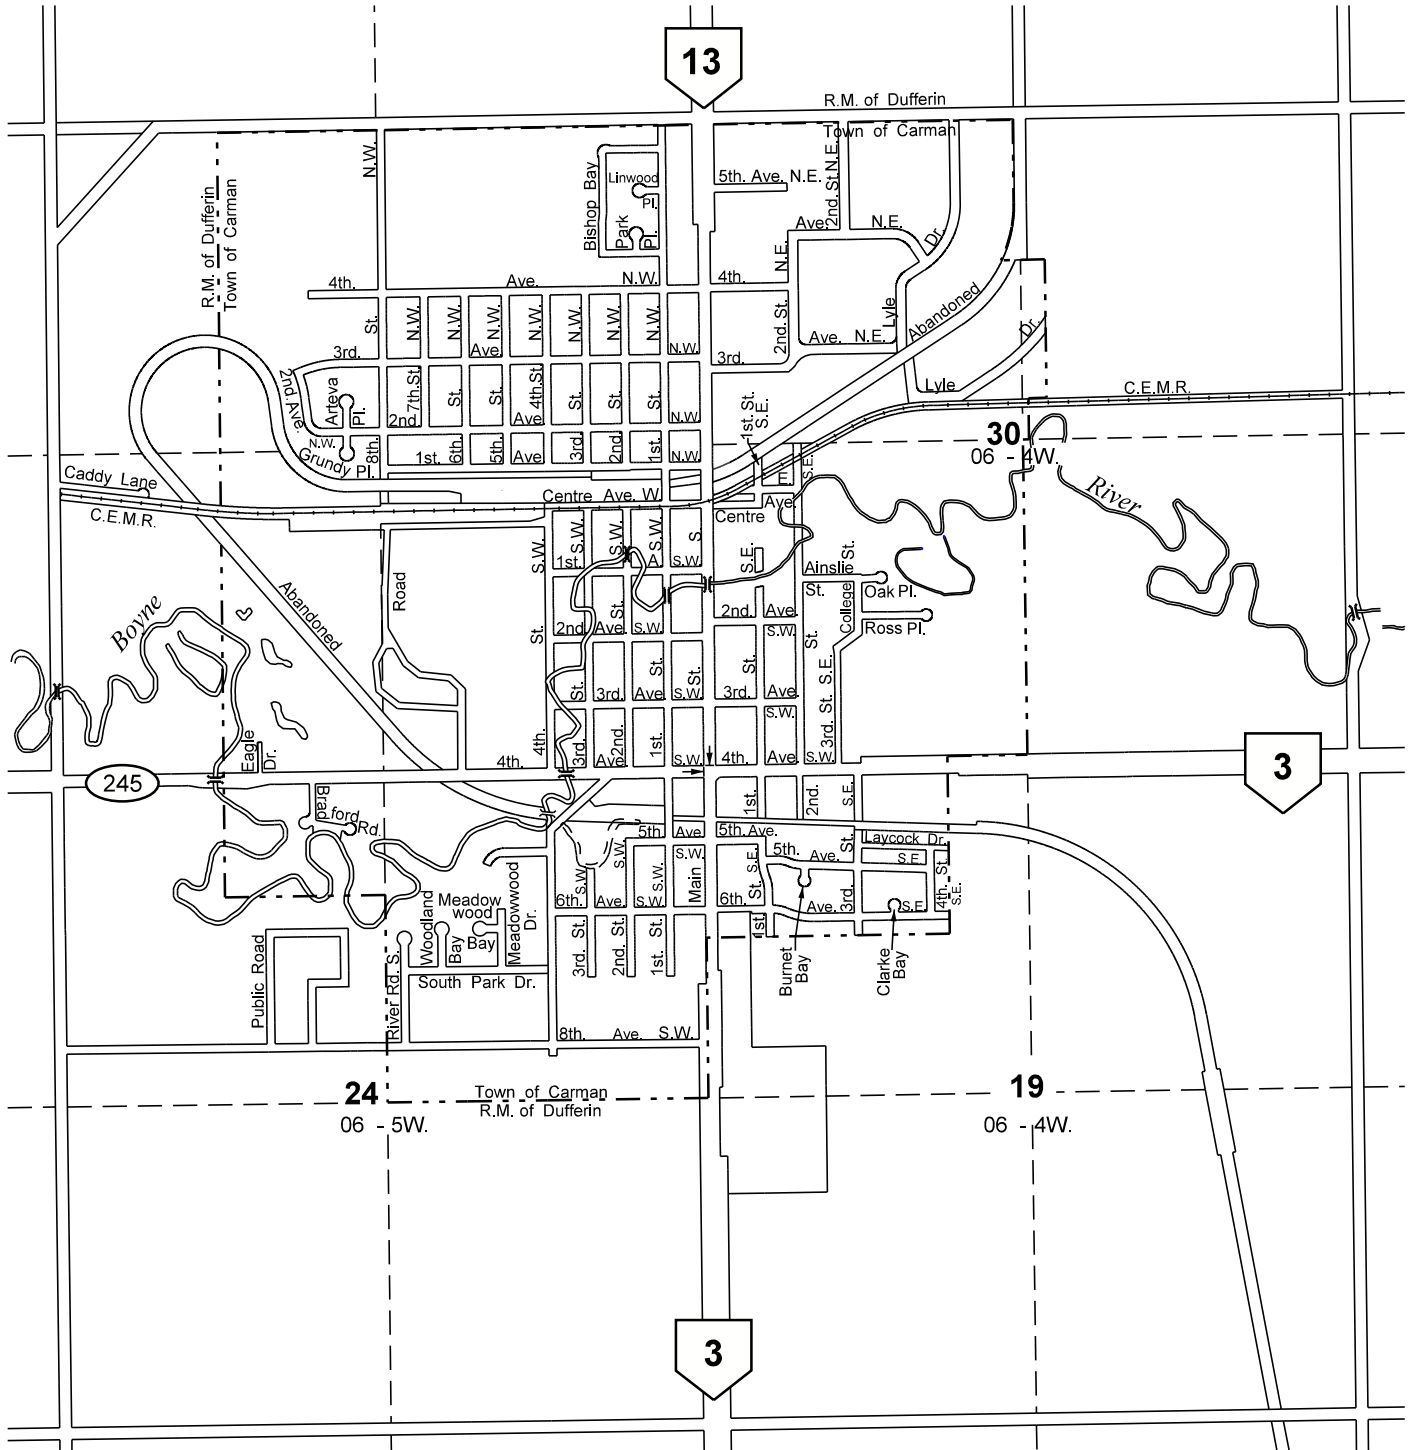 13
R.M. of Dufferin
Town of Carman
R.M. of Dufferin
Town of Carman
N.W.
Bishop Bay
Linwood
Pl.
Park
Pl.
5th. Ave. N.E.
2nd. St. N.E.
Ave. N.E.
Dr.
N.E.
4th. Ave. N.W.
4th.
St.
N.W. N.W. N.W. N.W. N.W. N.W. N.W.
2nd. St.
Lyle
Abandoned
Dr.
3rd. Ave. N.W.
3rd. Ave. N.E.
Lyle
C.E.M.R.
2nd. Ave.
Arteva
Pl.
N.W.
Grundy Pl.
8th.
7th. St.
St.
St.
4th. St.
St.
St.
St.
2nd. Ave. N.W.
1st. St.
S.E.
6th.
5th.
3rd.
2nd.
1st.
1st. Ave N.W.
30
06 - 4W.
S.E.
E.
Caddy Lane
C.E.M.R.
Centre Ave. W.
Centre Ave.
River
Boyne
Abandoned
Road
S.W.
S.W.
S.W.
S.W.
S.
1st. A S.W.
S.E.
St.
Ainslie
St.
Oak Pl.
College
Ross Pl.
2nd. Ave. S.W.
2nd. Ave.
S.W.
St.
St.
St.
S.E.
St.
St.
St.
St.
3rd. Ave. S.W.
3rd. Ave.
S.W.
3rd. St.
4th.
3rd.
2nd.
1st.
Eagle
Dr.
4th. Ave. S.W.
4th. Ave. S.W.
245
3
Brad
ford
Rd.
1st.
2nd.
S.E.
5th. Ave.
5th. Ave.
5th. Ave.
St.
Laycock Dr.
S.E.
S.W.
S.W.
S.W.
S.W.
S.E.
St.
Main
6th. Ave. S.W.
6th. Ave. S.E.
3rd.
4th. St.
S.E.
1st.
Meadow
wood
Bay
Woodland
Bay
Meadowwood
Dr.
3rd. St.
2nd. St.
1st. St.
Burnet
Bay
Clarke
Bay
Public Road
River Rd. S.
South Park Dr.
8th. Ave. S.W.
24
06 - 5W.
Town of Carman
R.M. of Dufferin
19
06 - 4W.
3